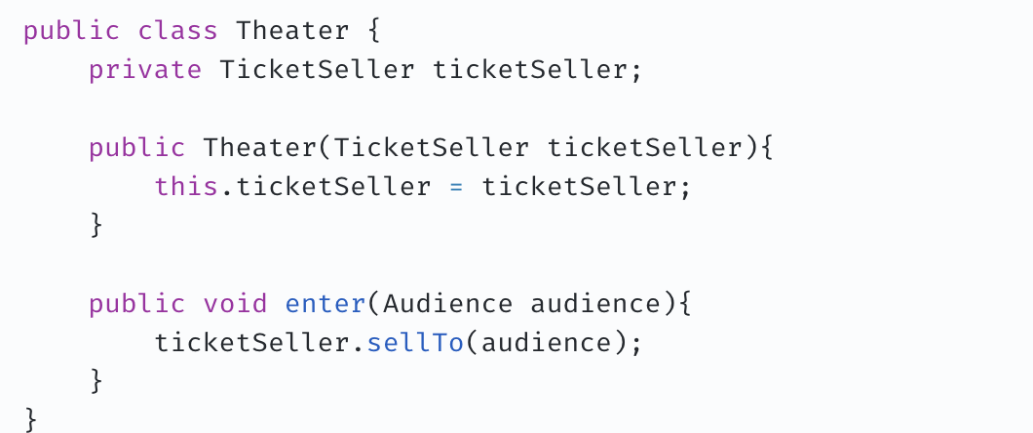 public class Theater {
    private TicketSeller ticketSeller;

    public Theater(TicketSeller ticketSeller){
        this.ticketSeller = ticketSeller;
    }

    public void enter(Audience audience){
        ticketSeller.sellTo(audience);
    }
}